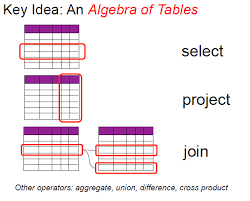 Key Idea: An Algebra of Tables
select
project
join
Other operators: aggregate, union, difference, cross product